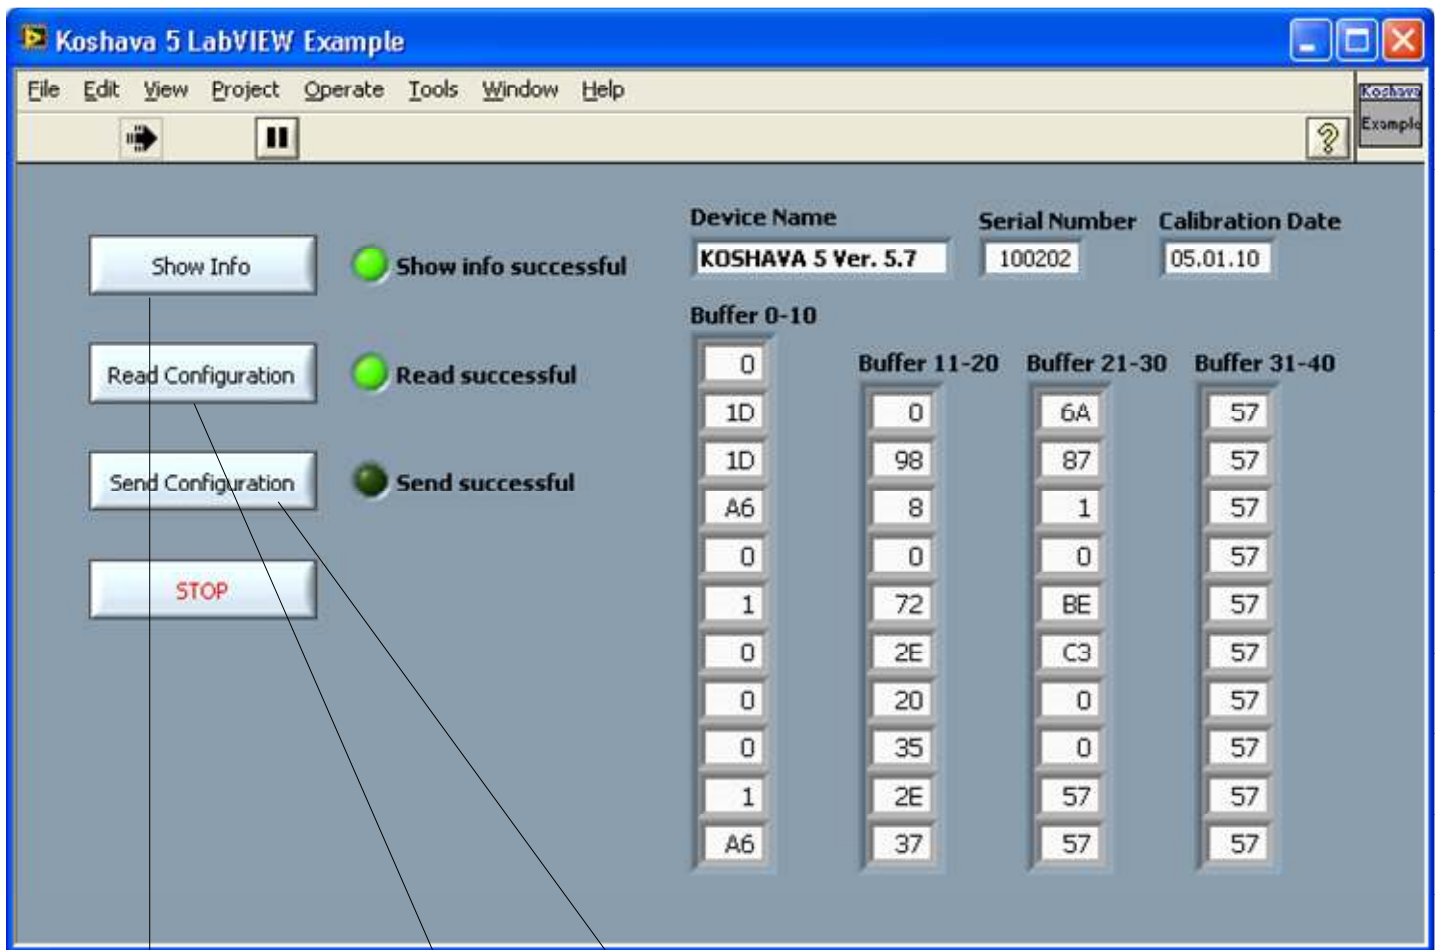 Koshava 5 LabVIEW Example
File Edit View Project Operate Tools Window Help
Koshava
Example
Show Info
Show info successful
Read Configuration
Read successful
Send Configuration
Send successful
STOP
Device Name Serial Number Calibration Date
KOSHAVA 5 Ver. 5.7 100202 05.01.10
Buffer 0-10
0 Buffer 11-20 Buffer 21-30 Buffer 31-40
1D 0 6A 57
1D 98 87 57
A6 8 1 57
0 0 0 57
1 72 BE 57
0 2E C3 57
0 20 0 57
0 35 0 57
1 2E 57 57
A6 37 57 57